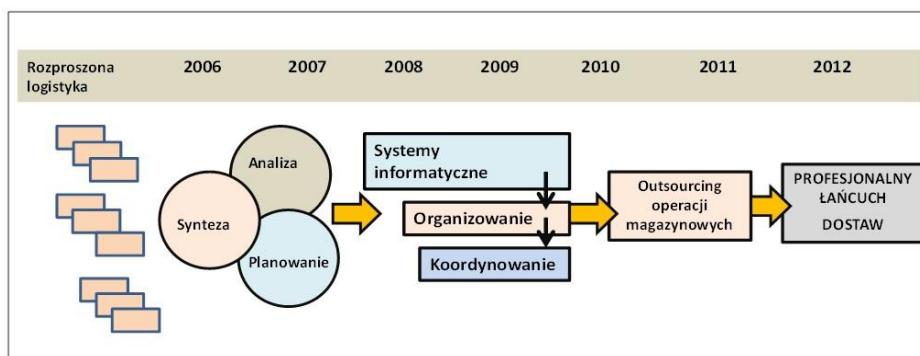 Rozproszona
logistyka
2006 2007 2008 2009 2010 2011 2012
Analiza
Synteza
Planowanie
Systemy
informatyczne
Organizowanie
Koordynowanie
Outsourcing
operacji
magazynowych
PROFESJONALNY
ŁAŃCUCH
DOSTAW